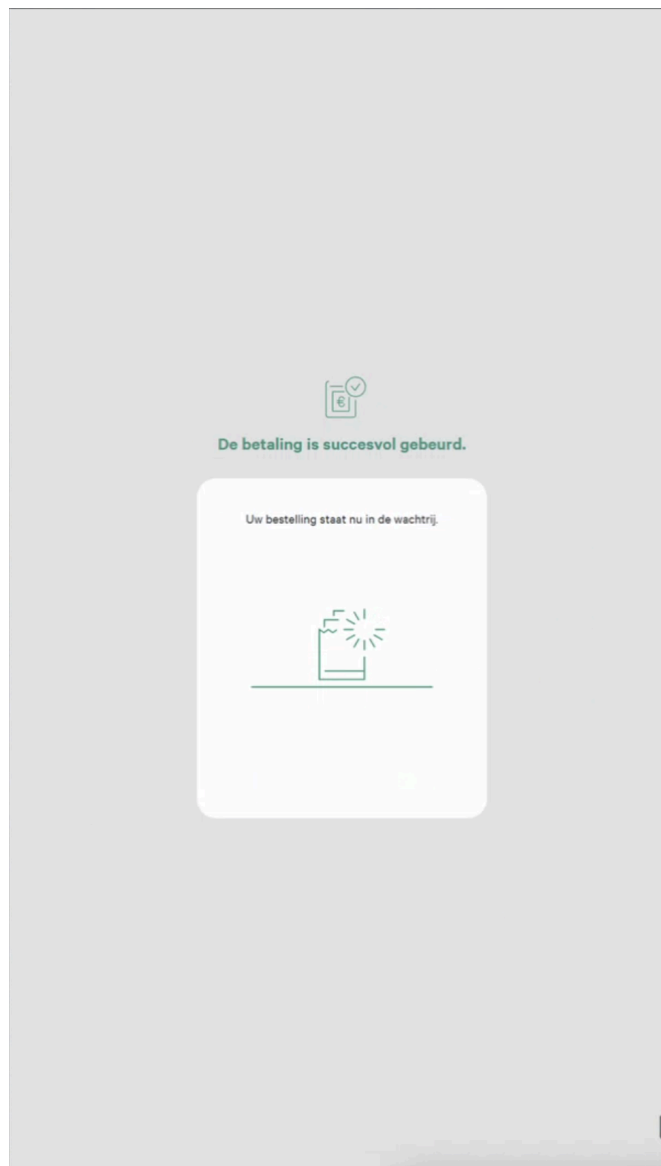 €
De betaling is succesvol gebeurd.
Uw bestelling staat nu in de wachtrij.